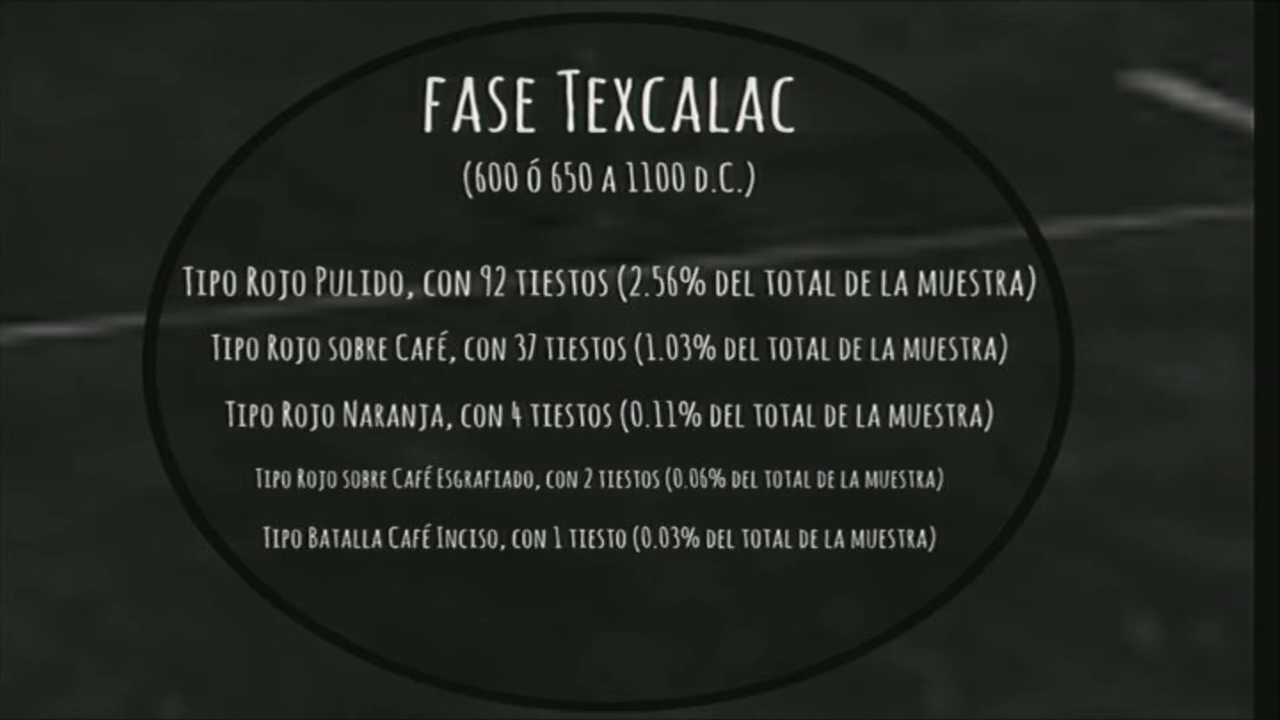 FASE TEXCALAC
(600 Ó 650 A 1100 D.C.)
TIPO ROJO PULIDO, CON 92 TIESTOS (2.56% DEL TOTAL DE LA MUESTRA)
TIPO ROJO SOBRE CAFÉ, CON 37 TIESTOS (1.03% DEL TOTAL DE LA MUESTRA)
TIPO ROJO NARANJA, CON 4 TIESTOS (0.11% DEL TOTAL DE LA MUESTRA)
TIPO ROJO SOBRE CAFÉ ESGRAFIADO, CON 2 TIESTOS (0.06% DEL TOTAL DE LA MUESTRA)
TIPO BATALLA CAFÉ INCISO, CON 1 TIESTO (0.03% DEL TOTAL DE LA MUESTRA)